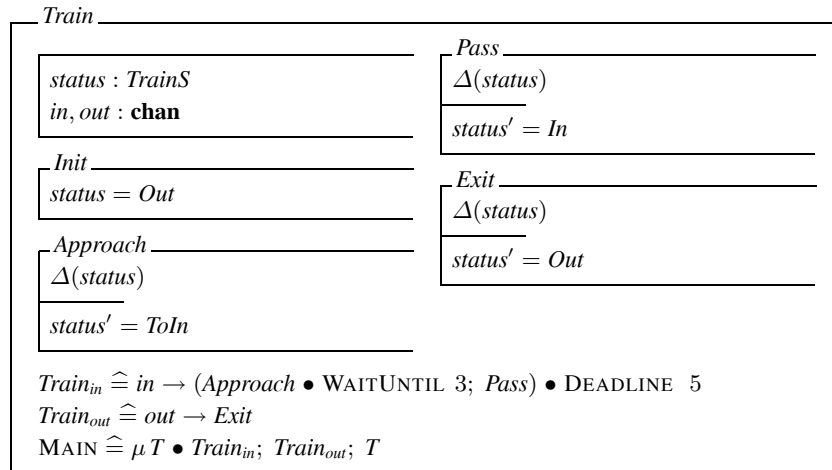 Train
status : TrainS
in, out : chan
Init
status = Out
Approach
Δ(status)
status′ = ToIn
Pass
Δ(status)
status′ = In
Exit
Δ(status)
status′ = Out
Train_in ≙ in → (Approach • WAITUNTIL 3; Pass) • DEADLINE 5
Train_out ≙ out → Exit
MAIN ≙ μ T • Train_in; Train_out; T